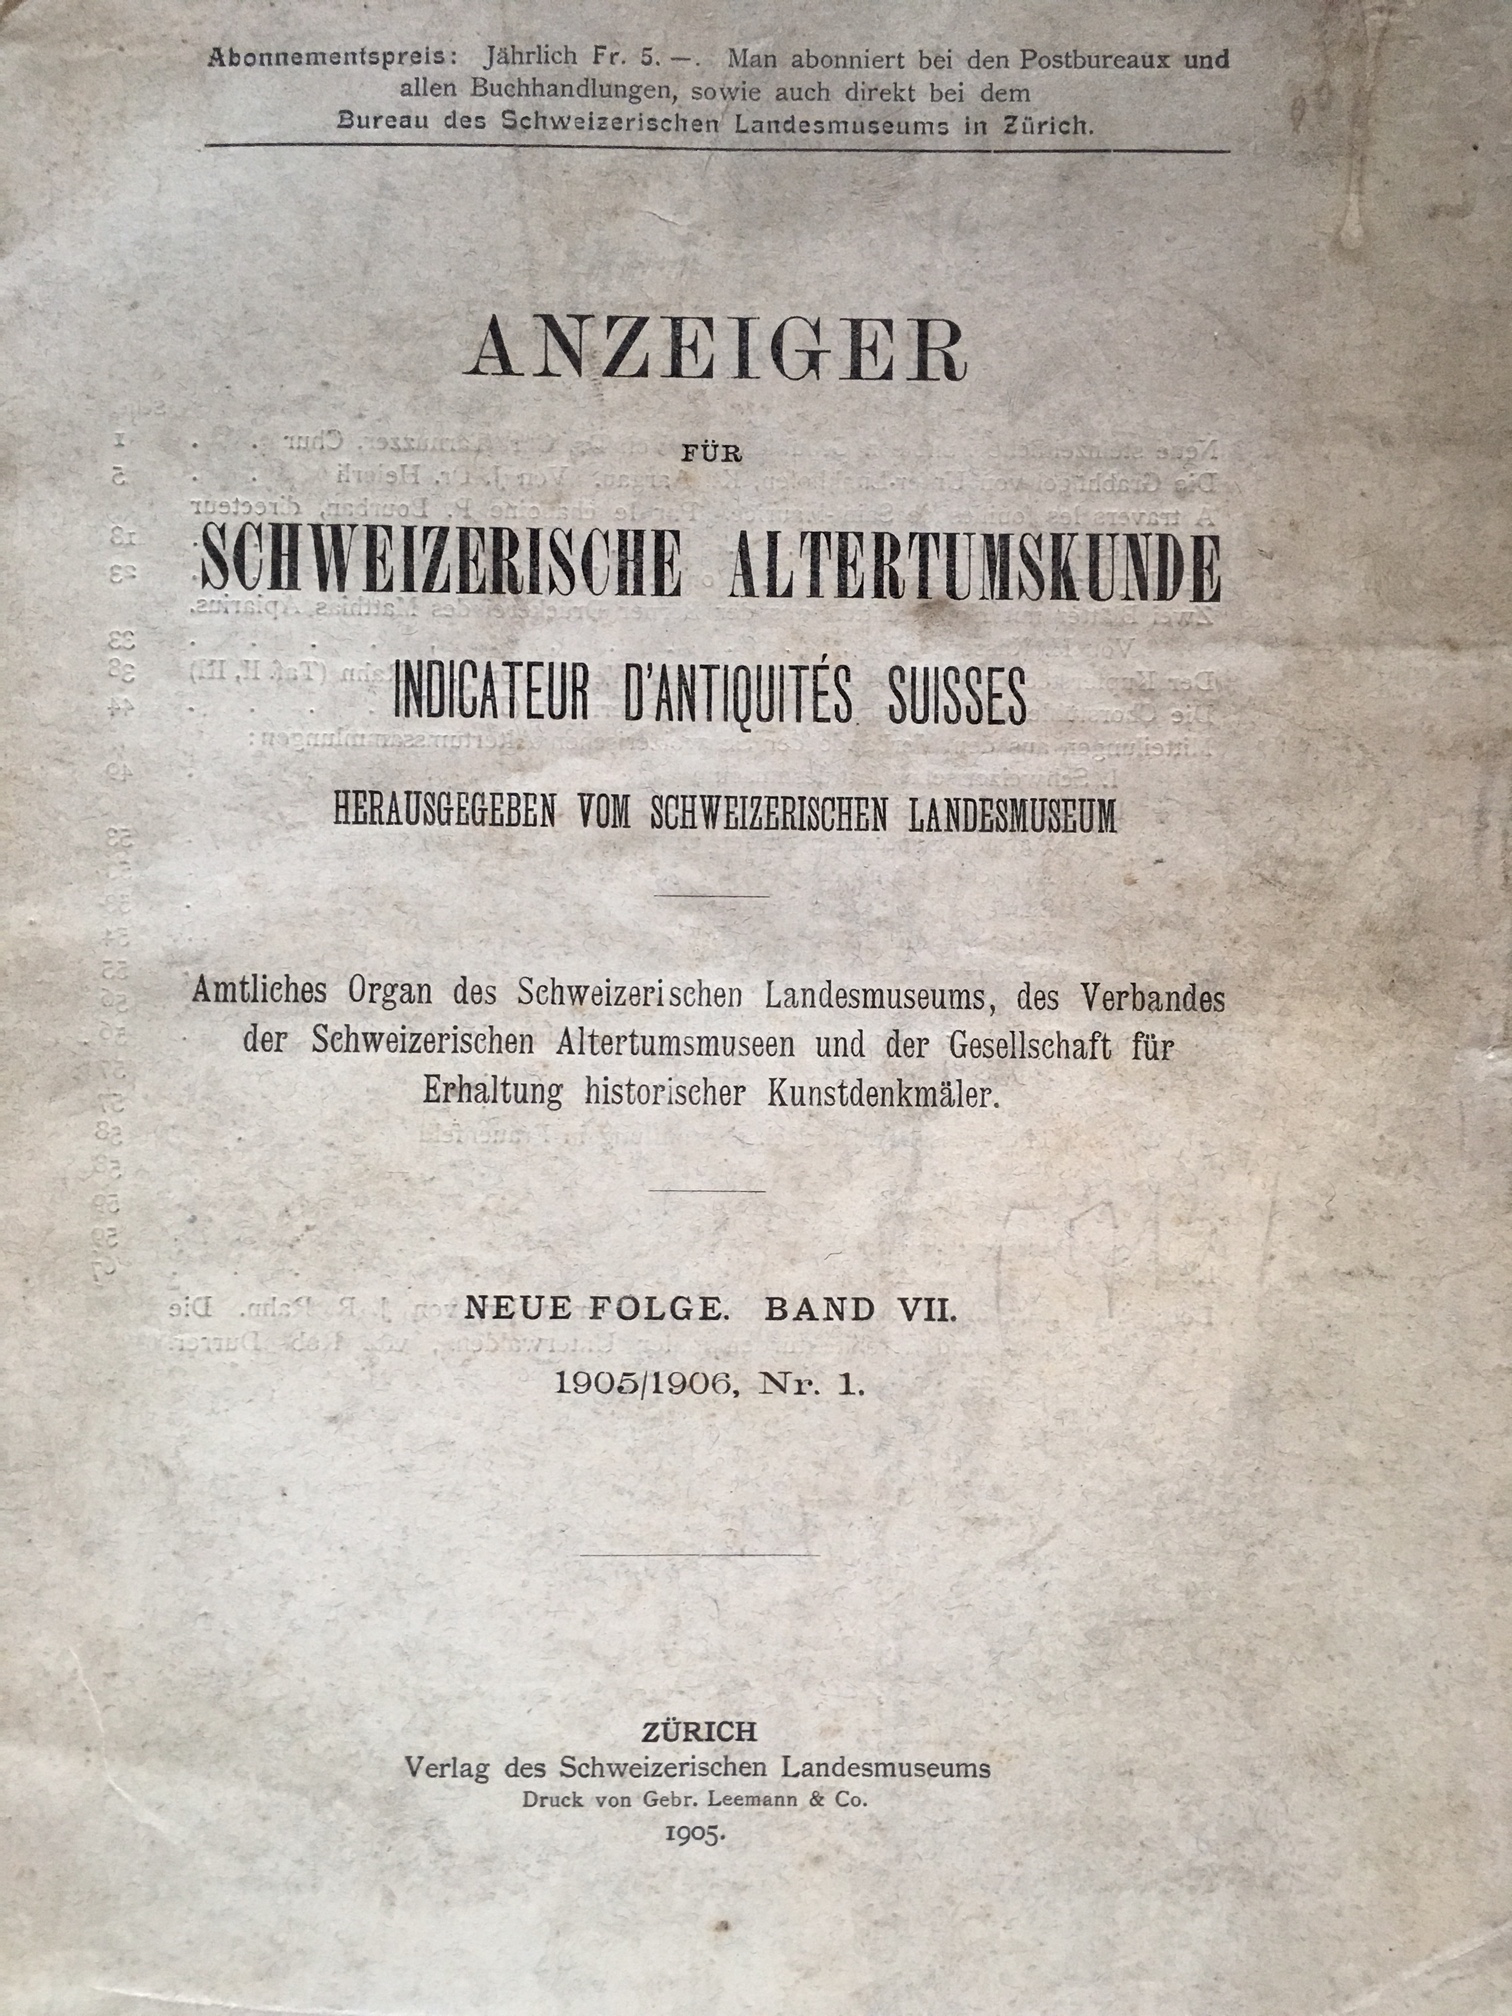 Abonnementspreis: Jährlich Fr. 5. —. Man abonniert bei den Postbureaux und
allen Buchhandlungen, sowie auch direkt bei dem
Bureau des Schweizerischen Landesmuseums in Zürich.
ANZEIGER
FÜR
SCHWEIZERISCHE ALTERTUMSKUNDE
INDICATEUR D'ANTIQUITÉS SUISSES
HERAUSGEGEBEN VOM SCHWEIZERISCHEN LANDESMUSEUM
Amtliches Organ des Schweizerischen Landesmuseums, des Verbandes
der Schweizerischen Altertumsmuseen und der Gesellschaft für
Erhaltung historischer Kunstdenkmäler.
NEUE FOLGE. BAND VII.
1905/1906, Nr. 1.
ZÜRICH
Verlag des Schweizerischen Landesmuseums
Druck von Gebr. Leemann & Co.
1905.